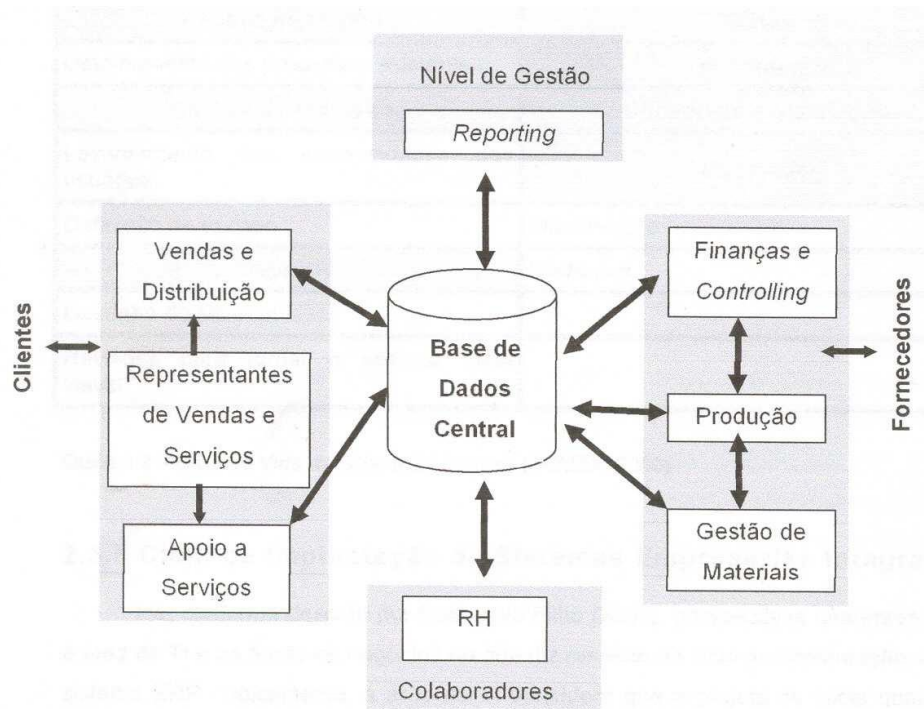 Nível de Gestão
Reporting
Vendas e
Distribuição
Representantes
de Vendas e
Serviços
Apoio a
Serviços
Clientes
Base de
Dados
Central
Finanças e
Controlling
Produção
Gestão de
Materiais
Fornecedores
RH
Colaboradores